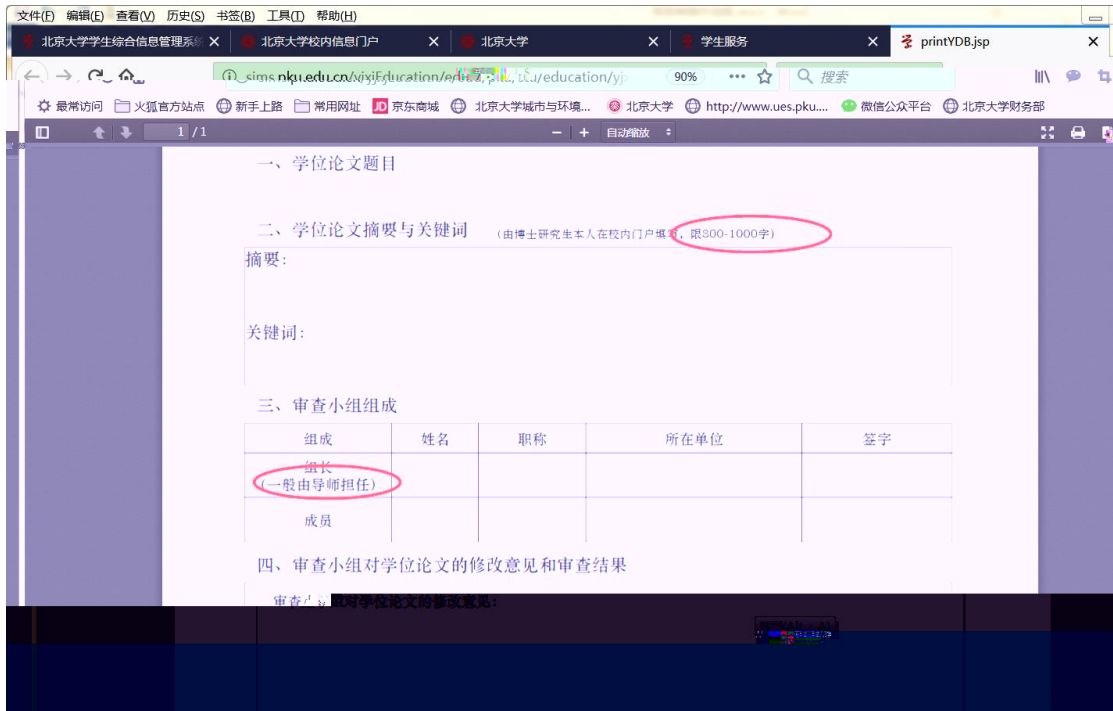 文件(F) 编辑(E) 查看(V) 历史(S) 书签(B) 工具(T) 帮助(H)
北京大学学生综合信息管理系统 北京大学校内信息门户 北京大学 学生服务 printYDB.jsp
90% 搜索
最常访问 火狐官方站点 新手上路 常用网址 JD 京东商城 北京大学城市与环境... 北京大学 http://www.ues.pku.... 微信公众平台 北京大学财务部
1 / 1 自动缩放
一、学位论文题目
二、学位论文摘要与关键词 (由博士研究生本人在校内门户填写，限800-1000字)
摘要:
关键词:
三、审查小组组成
组成 姓名 职称 所在单位 签字
组长
(一般由导师担任)
成员
四、审查小组对学位论文的修改意见和审查结果
审查小组对学位论文的修改意见: